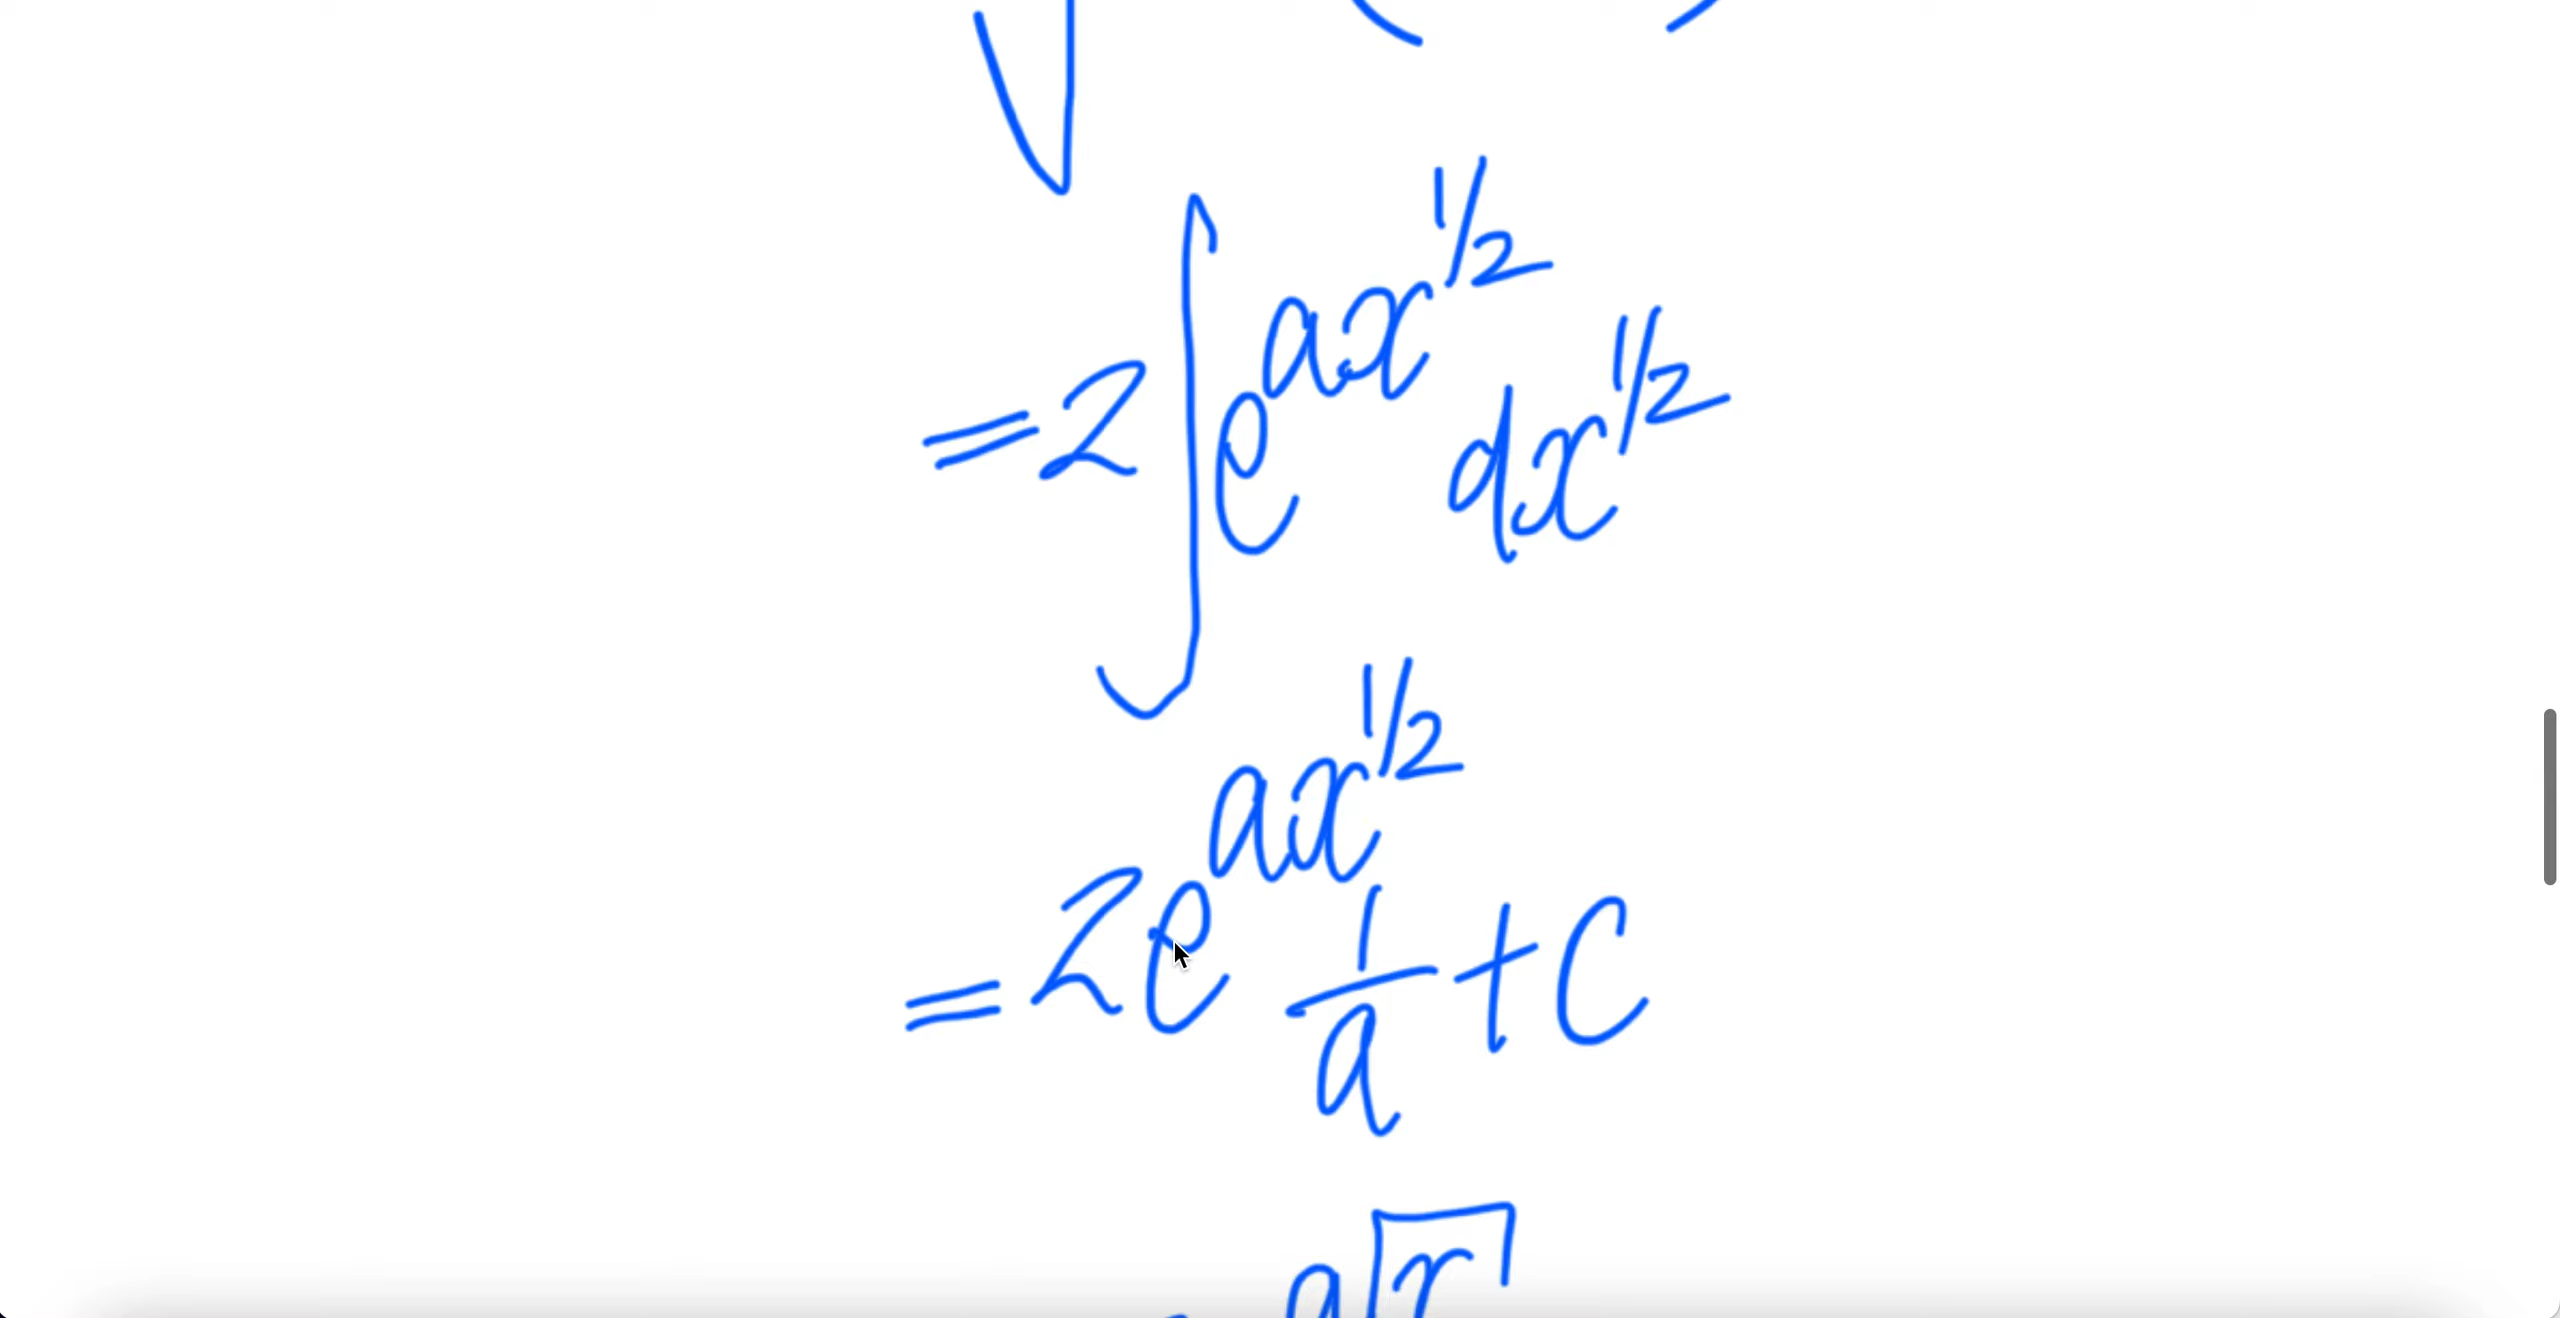 = 2 ∫ e^{ax^{1/2}} dx^{1/2}
= 2e^{ax^{1/2}} 1/a + C
a√x